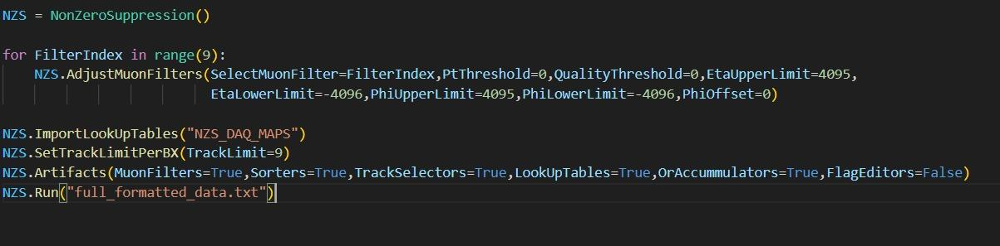 NZS = NonZeroSuppression()
for FilterIndex in range(9):
NZS.AdjustMuonFilters(SelectMuonFilter=FilterIndex,PtThreshold=0,QualityThreshold=0,EtaUpperLimit=4095,
EtaLowerLimit=-4096,PhiUpperLimit=4095,PhiLowerLimit=-4096,PhiOffset=0)
NZS.ImportLookUpTables("NZS_DAQ_MAPS")
NZS.SetTrackLimitPerBX(TrackLimit=9)
NZS.Artifacts(MuonFilters=True,Sorters=True,TrackSelectors=True,LookUpTables=True,OrAccummulators=True,FlagEditors=False)
NZS.Run("full_formatted_data.txt")